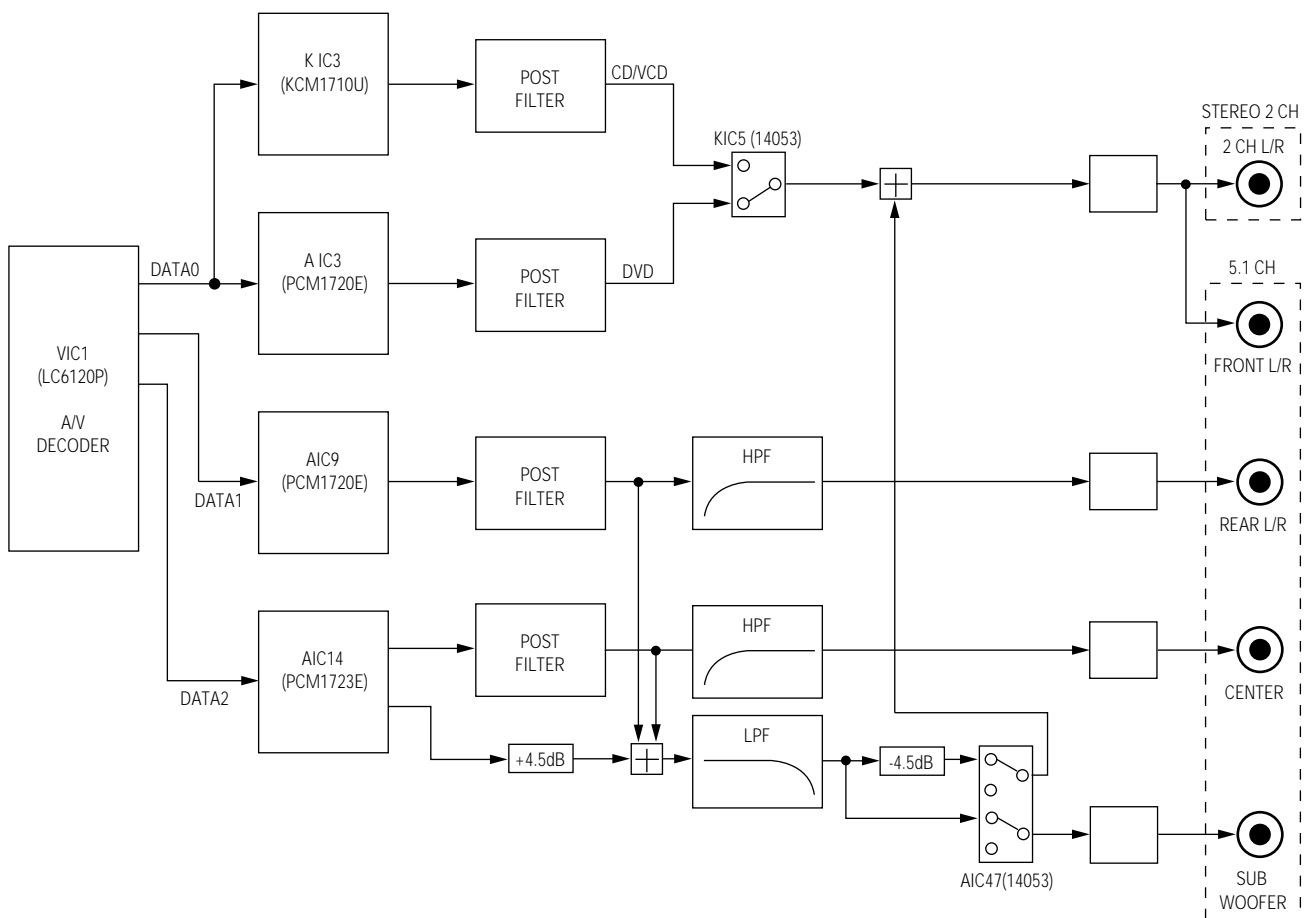 K IC3
(KCM1710U)
POST
FILTER
CD/VCD
KIC5 (14053)
STEREO 2 CH
2 CH L/R
DATA0
A IC3
(PCM1720E)
POST
FILTER
DVD
5.1 CH
FRONT L/R
VIC1
(LC6120P)
A/V
DECODER
AIC9
(PCM1720E)
POST
FILTER
HPF
DATA1
REAR L/R
AIC14
(PCM1723E)
POST
FILTER
HPF
DATA2
CENTER
+4.5dB
LPF
-4.5dB
AIC47(14053)
SUB
WOOFER